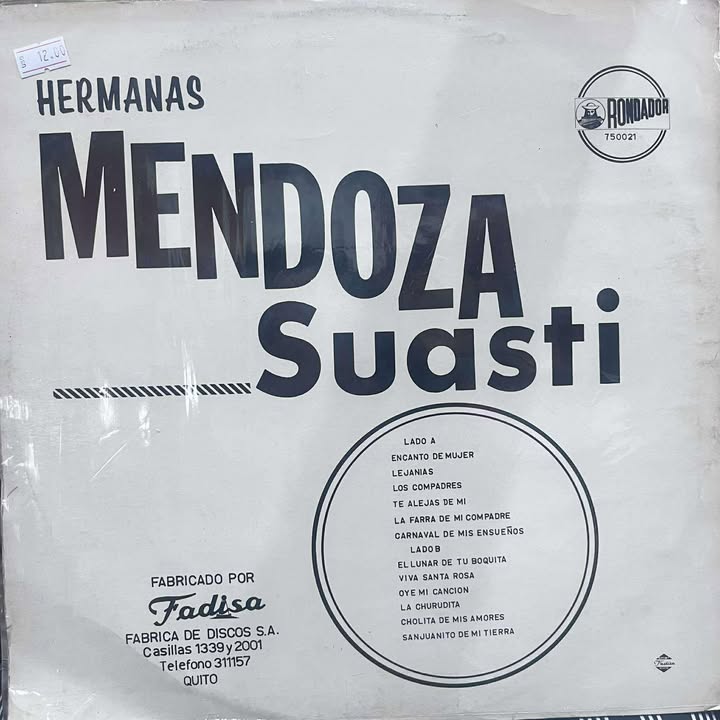 $ 12.00
HERMANAS
MENDOZA
Suasti
RONDADOR
750021
LADO A
ENCANTO DE MUJER
LEJANIAS
LOS COMPADRES
TE ALEJAS DE MI
LA FARRA DE MI COMPADRE
CARNAVAL DE MIS ENSUEÑOS
LADO B
EL LUNAR DE TU BOQUITA
VIVA SANTA ROSA
OYE MI CANCION
LA CHURUDITA
CHOLITA DE MIS AMORES
SANJUANITO DE MI TIERRA
FABRICADO POR
Fadisa
FABRICA DE DISCOS S.A.
Casillas 1339 y 2001
Telefono 311157
QUITO
Fadisa